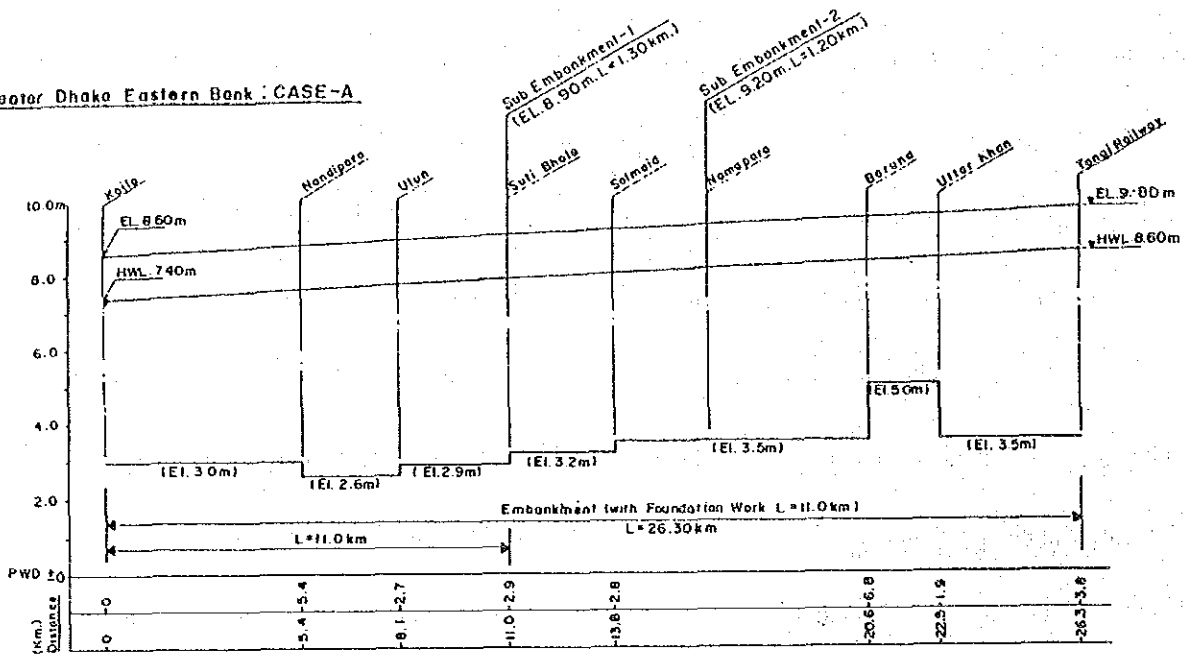 Dhaka Eastern Bank : CASE-A
Sub Embankment-1
(EL. 8.90m. L=1.30km.)
Sub Embankment-2
(EL. 9.20m. L=1.20km.)
Nandipara
Ulun
Suti Bhola
Solmaid
Namapara
Baruna
Uttar Khan
Tongi Railway
10.0m
EL. 8.60m
EL. 9.80m
HWL. 7.40m
HWL 8.60m
8.0
6.0
4.0
2.0
(El. 3.0m)
(El. 2.6m)
(El. 2.9m)
(El. 3.2m)
(El. 3.5m)
(El. 5.0m)
(El. 3.5m)
Embankment (with Foundation Work L=11.0km)
L=26.30km
L=11.0km
PWD ±0
Distance
(Km.)
0 5.4 2.7 2.9 2.8 6.8 1.9 3.8
0 5.4 8.1 11.0 13.8 20.6 22.5 26.3